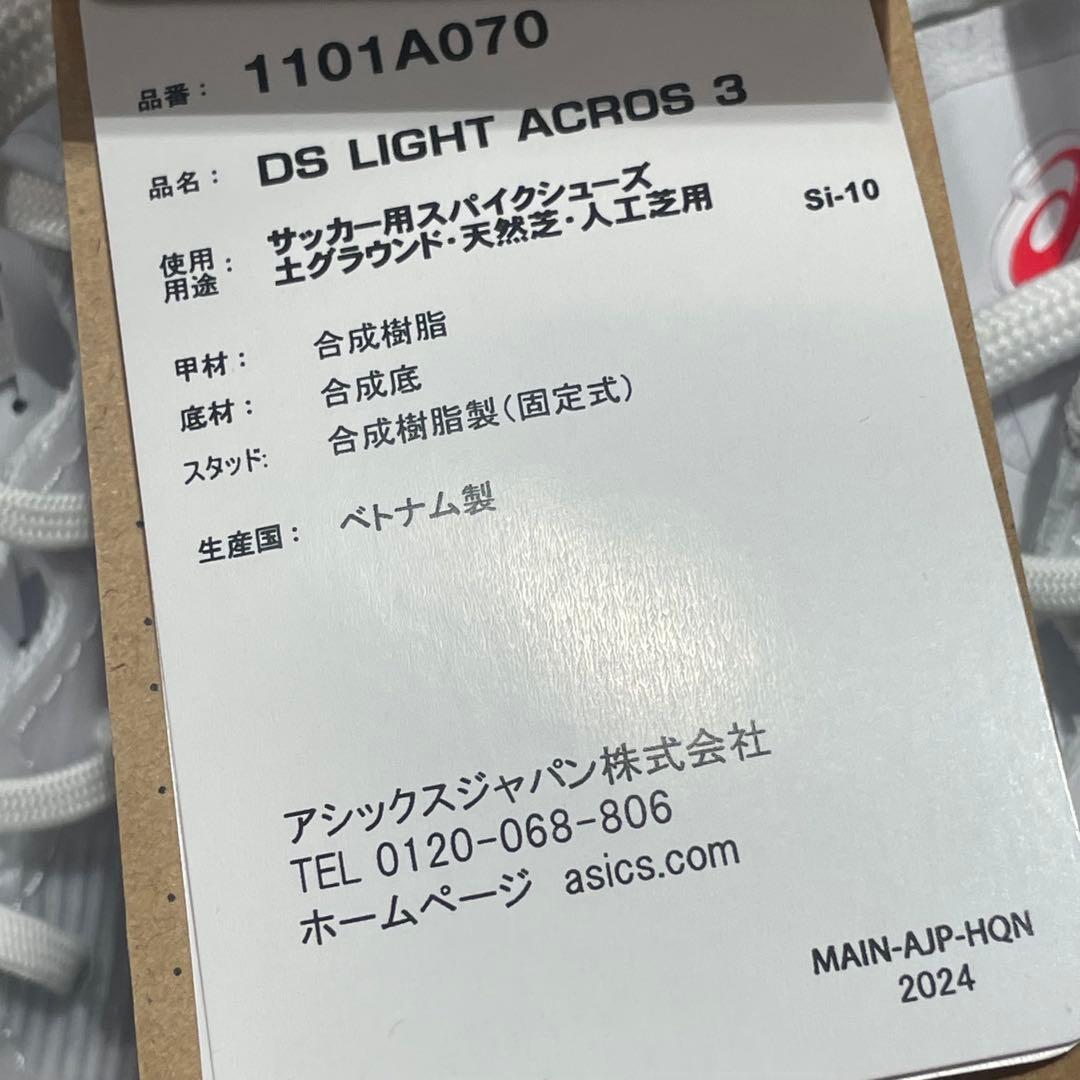 品番： 1101A070
品名： DS LIGHT ACROS 3
使用用途： サッカー用スパイクシューズ
土グラウンド・天然芝・人工芝用
Si-10
甲材： 合成樹脂
底材： 合成底
スタッド: 合成樹脂製(固定式)
生産国： ベトナム製
アシックスジャパン株式会社
TEL 0120-068-806
ホームページ asics.com
MAIN-AJP-HQN
2024